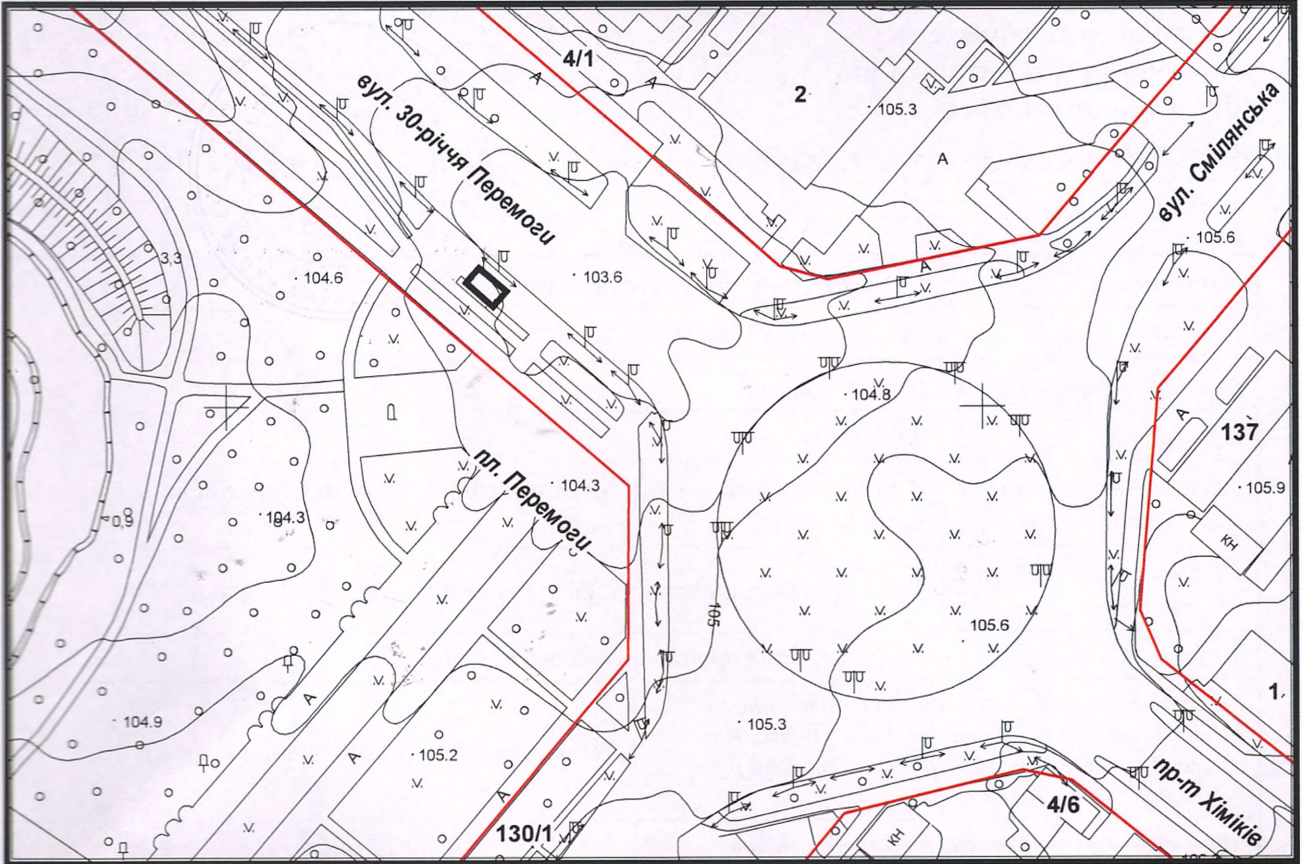 4/1
2
105.3
А
вул. 30-річчя Перемоги
вул. Смілянська
105.6
3,3
104.6
103.6
А
104.8
137
А
105.9
кн
пл. Перемоги
104.3
104.3
0,9
105
105.6
1
104.9
А
А
105.2
105.3
А
130/1
4/6
кн
пр-т Хіміків